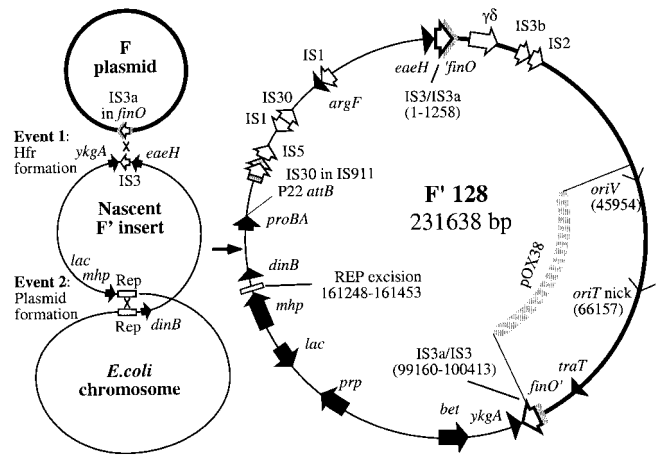 F
plasmid
IS3a
in finO
Event 1:
Hfr
formation
ykgA
eaeH
IS3
Nascent
F' insert
lac
mhp
Rep
Event 2:
Plasmid
formation
Rep
dinB
E.coli
chromosome
eaeH
'finO
γδ
IS3b
IS2
IS3/IS3a
(1-1258)
IS1
argF
IS30
IS1
IS5
IS30 in IS911
P22 attB
proBA
dinB
REP excision
161248-161453
mhp
lac
prp
bet
ykgA
F' 128
231638 bp
pOX38
oriV
(45954)
oriT nick
(66157)
IS3a/IS3
(99160-100413)
finO'
traT